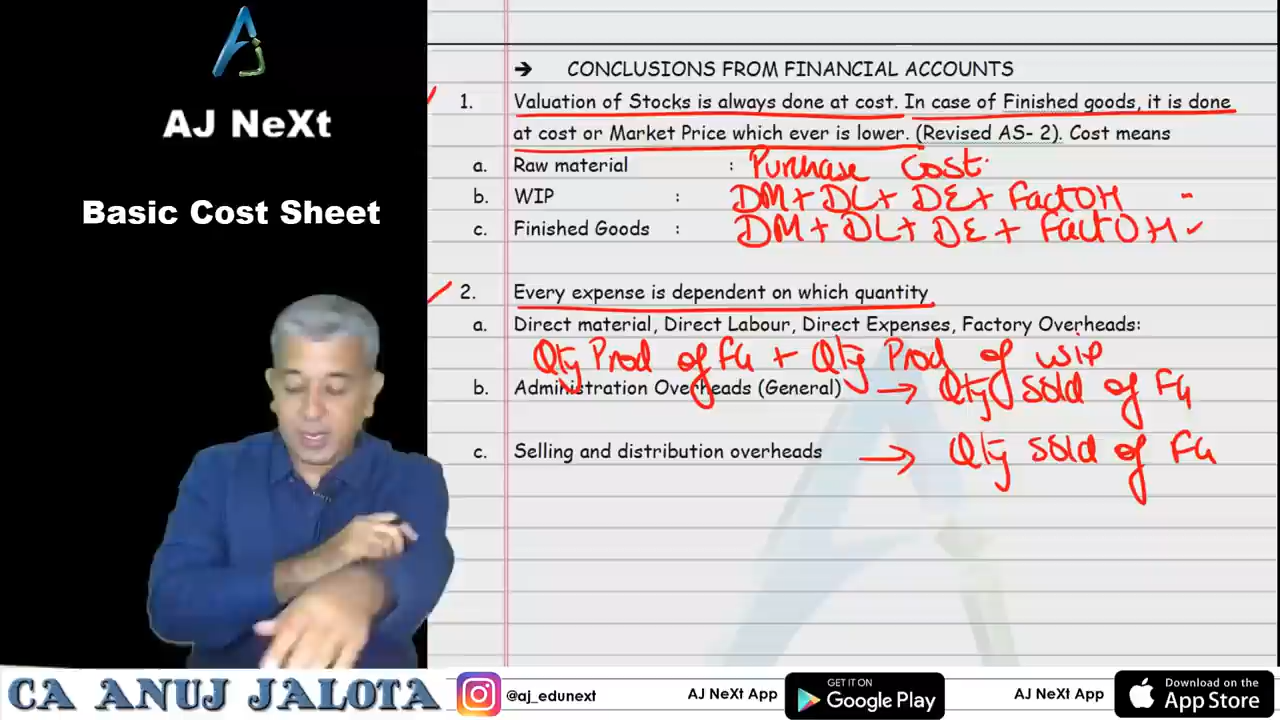 AJ NeXt
Basic Cost Sheet
→ CONCLUSIONS FROM FINANCIAL ACCOUNTS
1. Valuation of Stocks is always done at cost. In case of Finished goods, it is done
at cost or Market Price which ever is lower. (Revised AS- 2). Cost means
a. Raw material : Purchase Cost.
b. WIP : DM + DL + DE + Fact OH
c. Finished Goods : DM + DL + DE + Fact OH
2. Every expense is dependent on which quantity
a. Direct material, Direct Labour, Direct Expenses, Factory Overheads:
Qty Prod of FG + Qty Prod of WIP
b. Administration Overheads (General) → Qty Sold of FG
c. Selling and distribution overheads → Qty Sold of FG
CA ANUJ JALOTA
@aj_edunext
AJ NeXt App
GET IT ON
Google Play
AJ NeXt App
Download on the
App Store